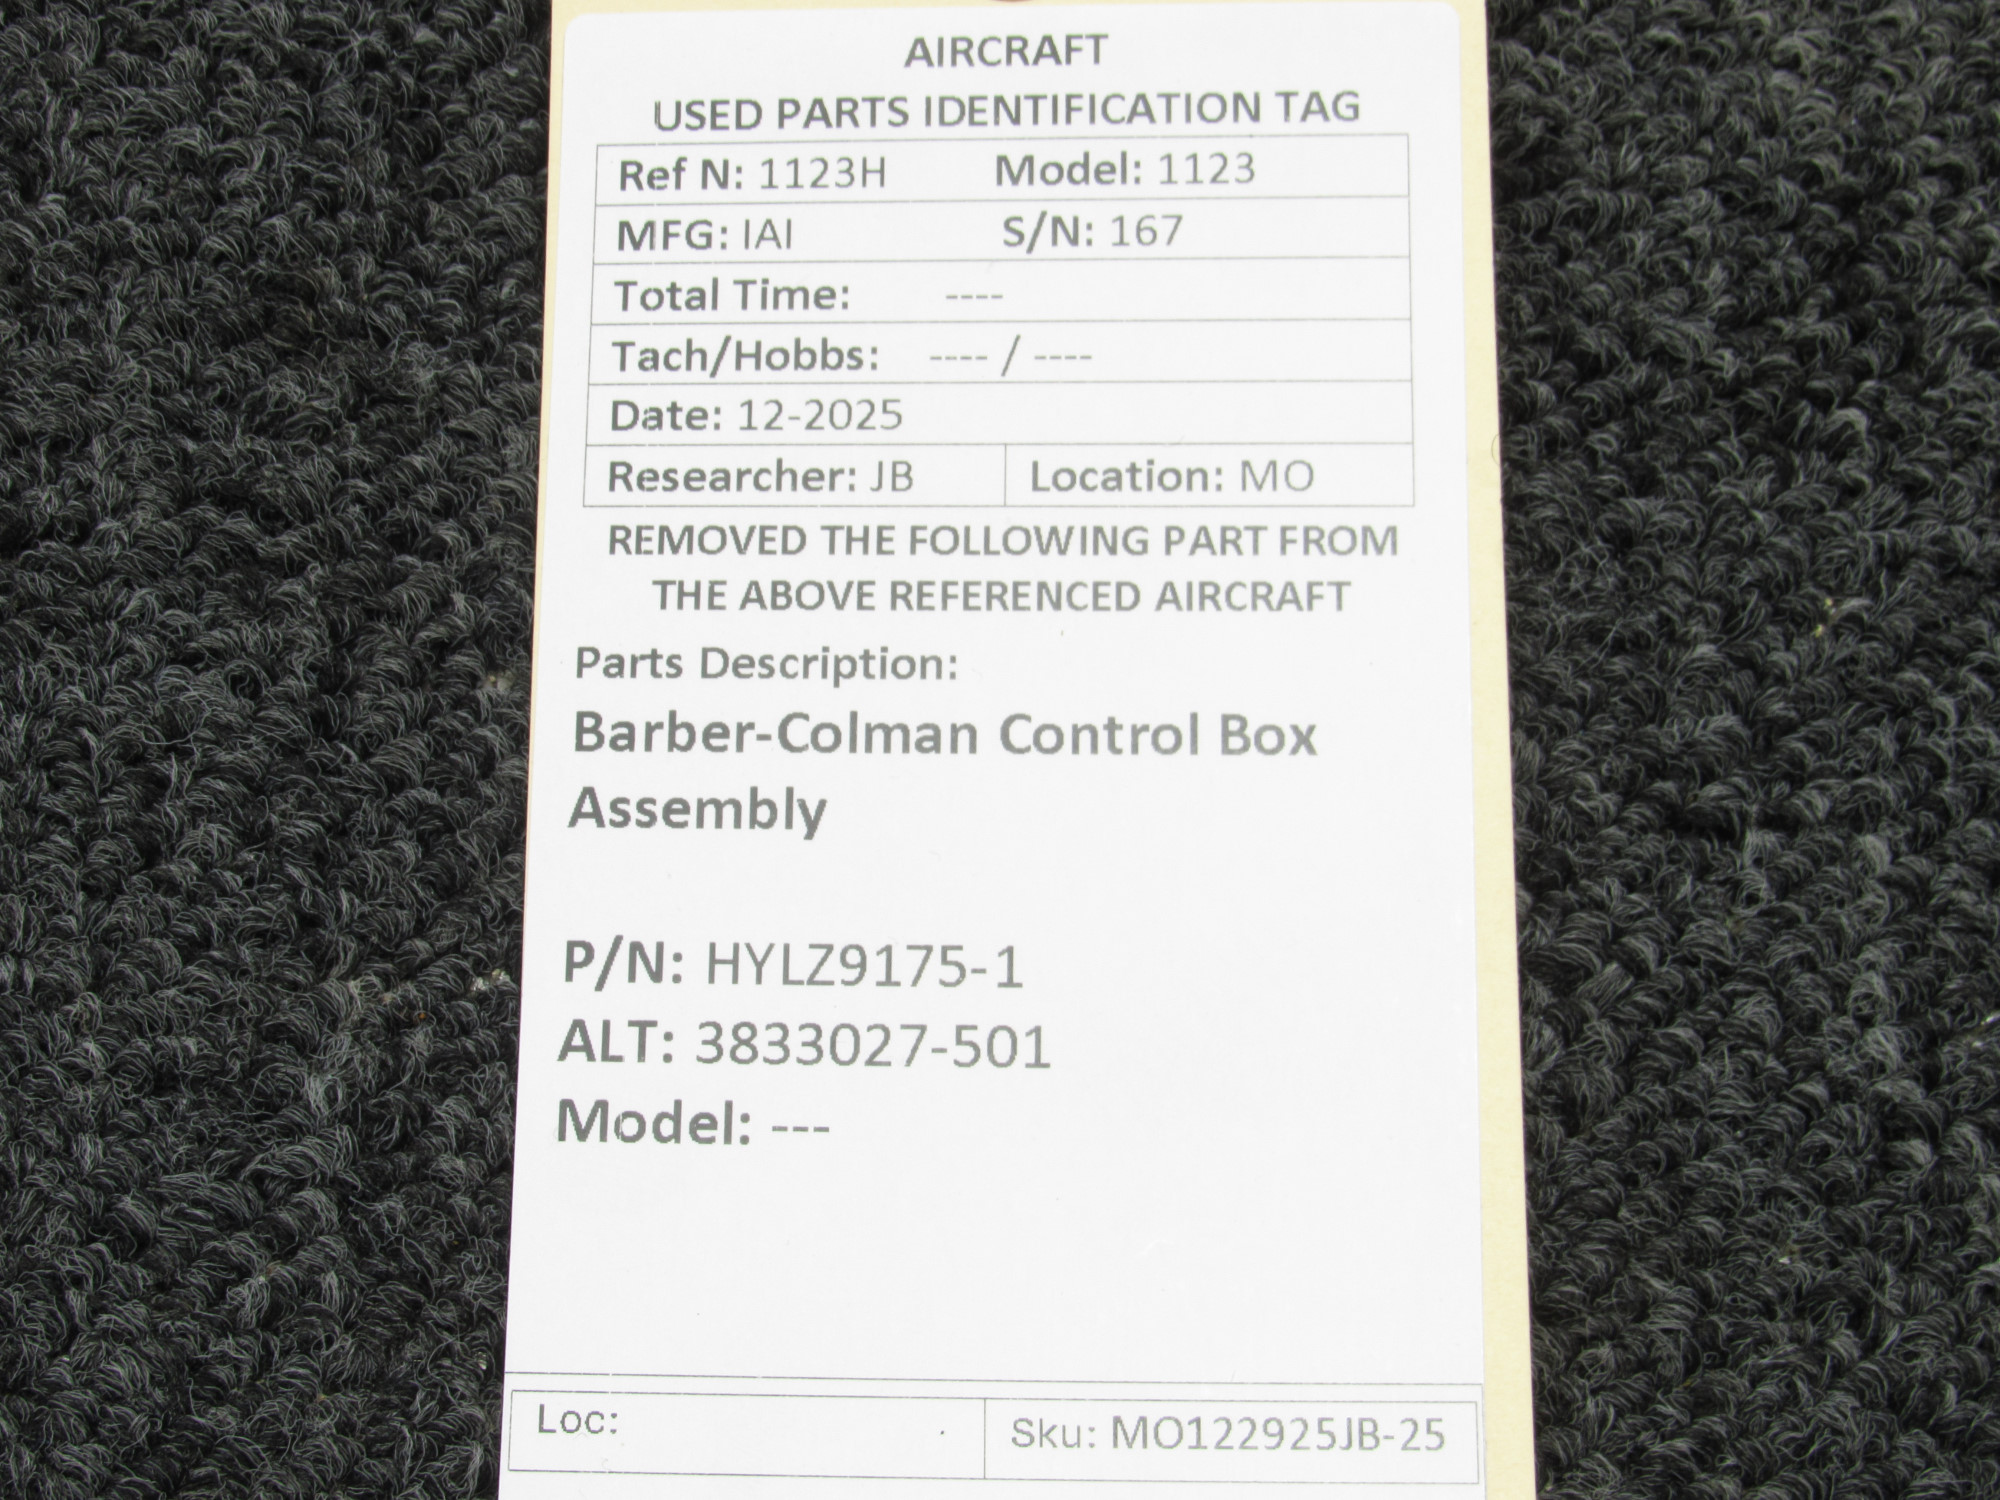 AIRCRAFT
USED PARTS IDENTIFICATION TAG
Ref N: 1123H Model: 1123
MFG: IAI S/N: 167
Total Time: ----
Tach/Hobbs: ---- / ----
Date: 12-2025
Researcher: JB Location: MO
REMOVED THE FOLLOWING PART FROM
THE ABOVE REFERENCED AIRCRAFT
Parts Description:
Barber-Colman Control Box
Assembly
P/N: HYLZ9175-1
ALT: 3833027-501
Model: ---
Loc: Sku: MO122925JB-25